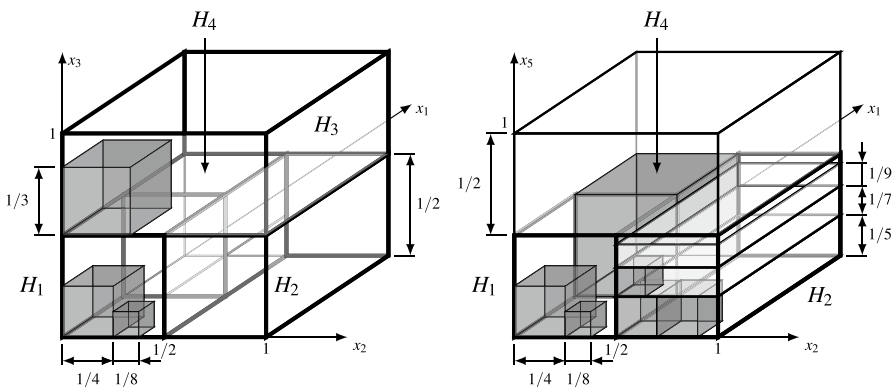 H₄
H₄
x₃
x₅
x₁
x₁
1
1
H₃
1/3
1/2
1/2
1/9
1/7
1/5
H₁
H₂
H₁
H₂
x₂
x₂
1/2
1
1/2
1
1/4
1/8
1/4
1/8